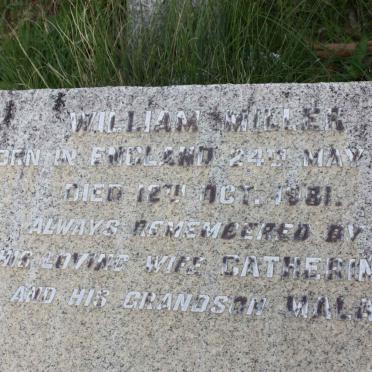 WILLIAM MILLER
BORN IN ENGLAND 24TH MAY
DIED 12TH OCT. 1981.
ALWAYS REMEMBERED BY
HIS LOVING WIFE CATHERIN
AND HIS GRANDSON